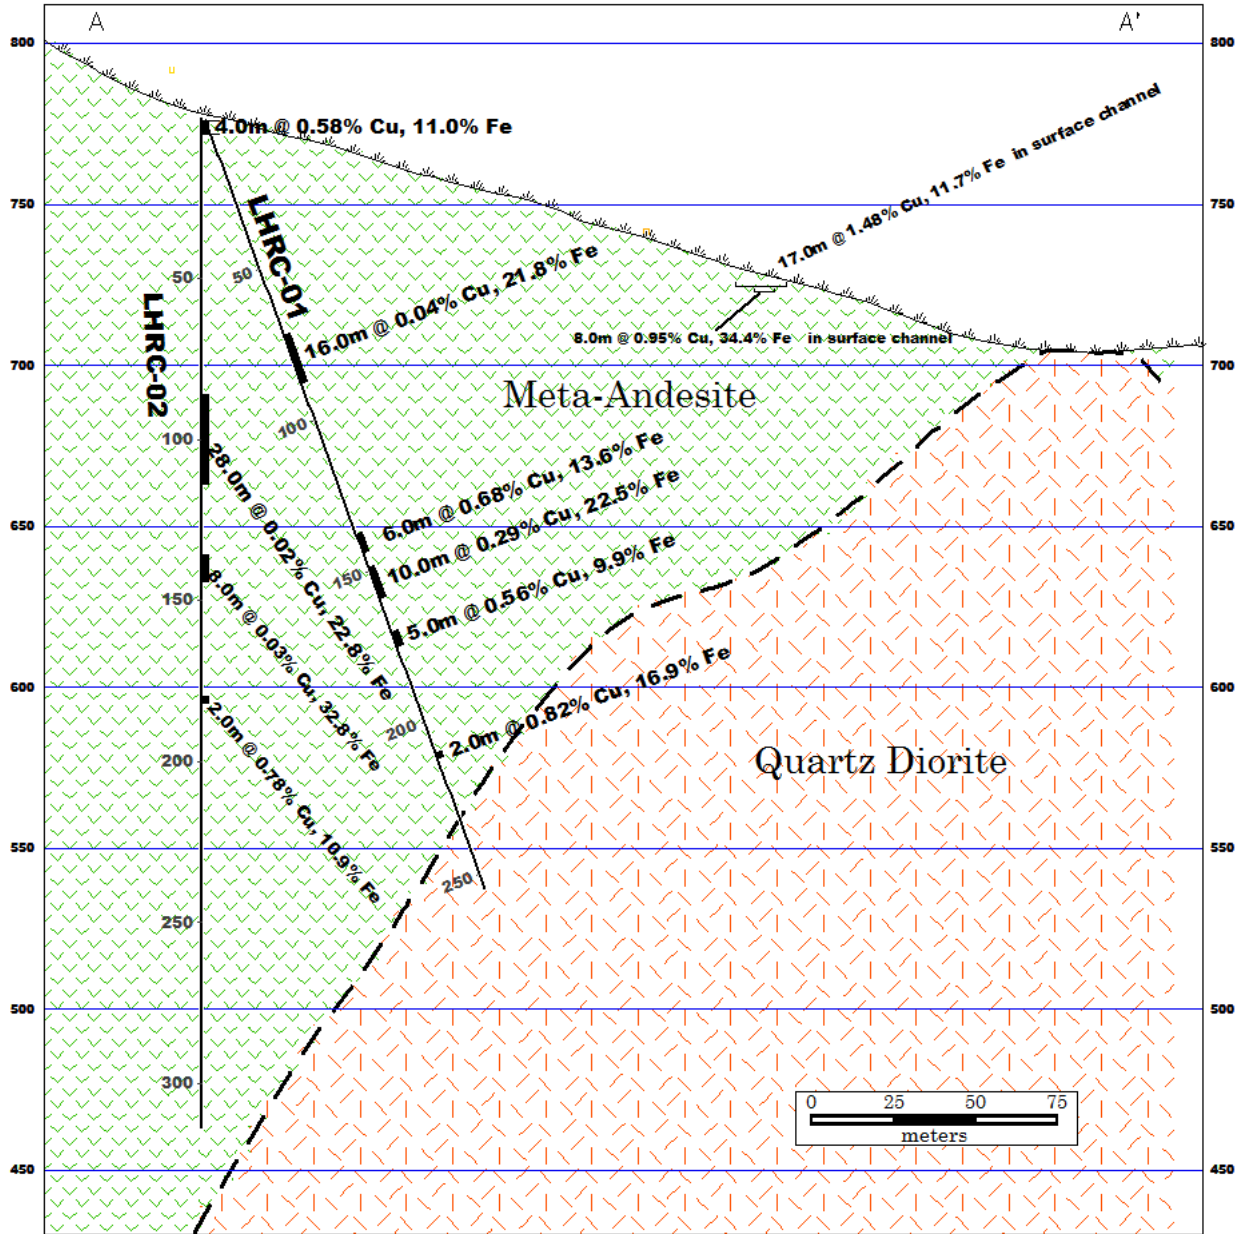 A A'
800 800
u
4.0m @ 0.58% Cu, 11.0% Fe
17.0m @ 1.48% Cu, 11.7% Fe in surface channel
750 750
LHRC-01
50 50
16.0m @ 0.04% Cu, 21.8% Fe
LHRC-02
8.0m @ 0.95% Cu, 34.4% Fe in surface channel
700 700
Meta-Andesite
100 100
28.0m @ 0.02% Cu, 22.8% Fe
6.0m @ 0.68% Cu, 13.6% Fe
650 650
10.0m @ 0.29% Cu, 22.5% Fe
150 150
8.0m @ 0.03% Cu, 32.8% Fe
5.0m @ 0.56% Cu, 9.9% Fe
600 600
2.0m @ 0.78% Cu, 10.9% Fe
2.0m @ 0.82% Cu, 16.9% Fe
200 200
Quartz Diorite
550 550
250 250
500 500
300
0 25 50 75
meters
450 450